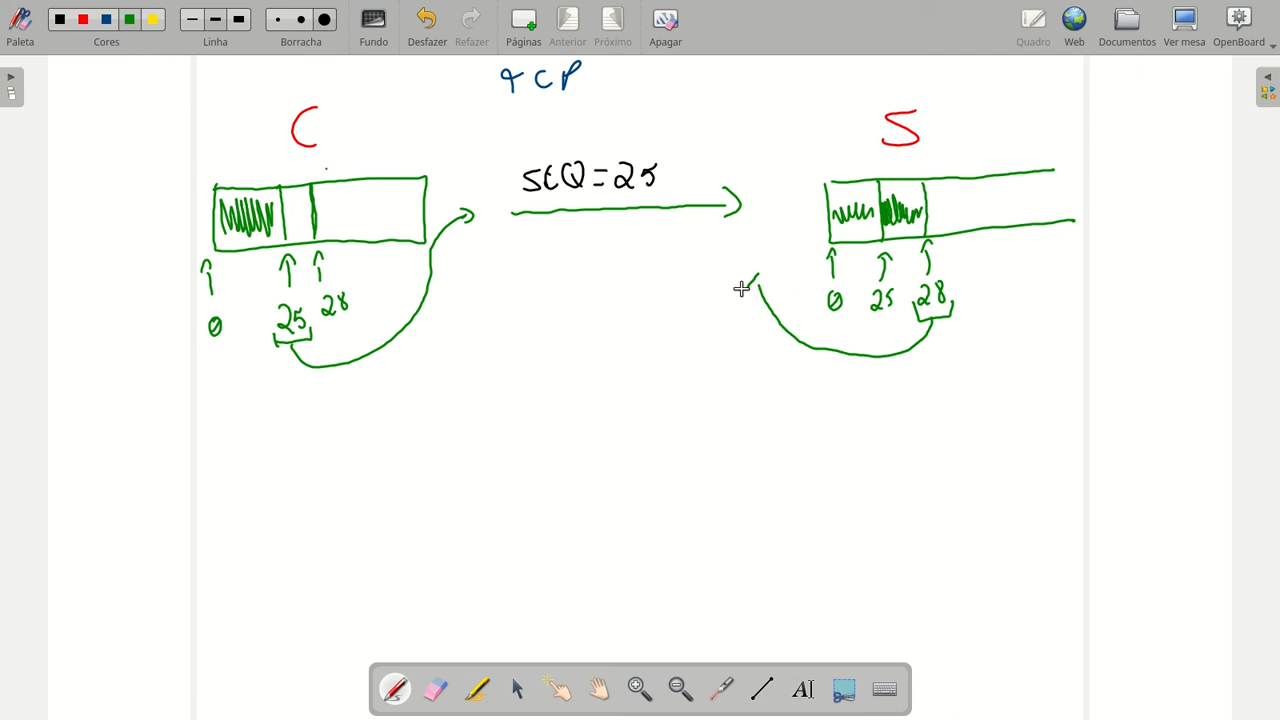 Paleta
Cores
Linha
Borracha
Fundo
Desfazer
Refazer
Páginas
Anterior
Próximo
Apagar
Quadro
Web
Documentos
Ver mesa
OpenBoard
TCP
C
S
SEQ=25
0
25
28
0
25
28